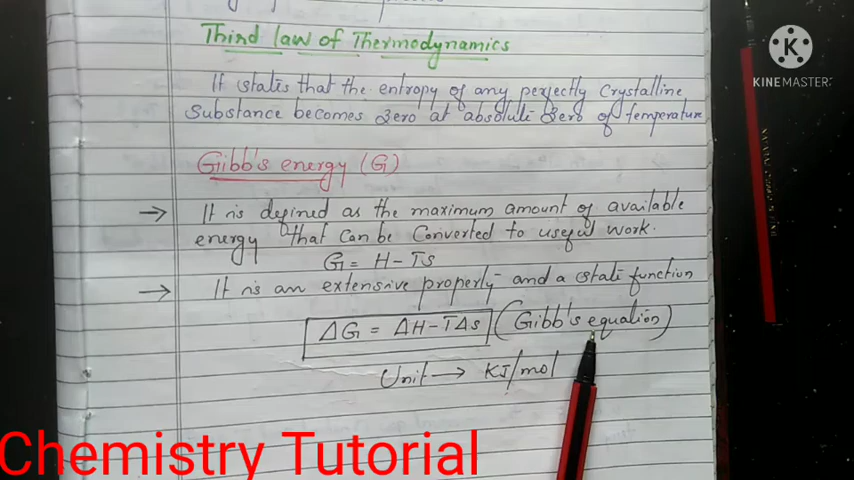 Third law of Thermodynamics
It states that the entropy of any perfectly crystalline
Substance becomes zero at absolute zero of temperature
Gibb's energy (G)
→ It is defined as the maximum amount of available
energy that can be converted to useful work.
G = H - TS
→ It is an extensive property and a state function
ΔG = ΔH - TΔS (Gibb's equation)
Unit → KJ/mol
Chemistry Tutorial
K
KINEMASTER